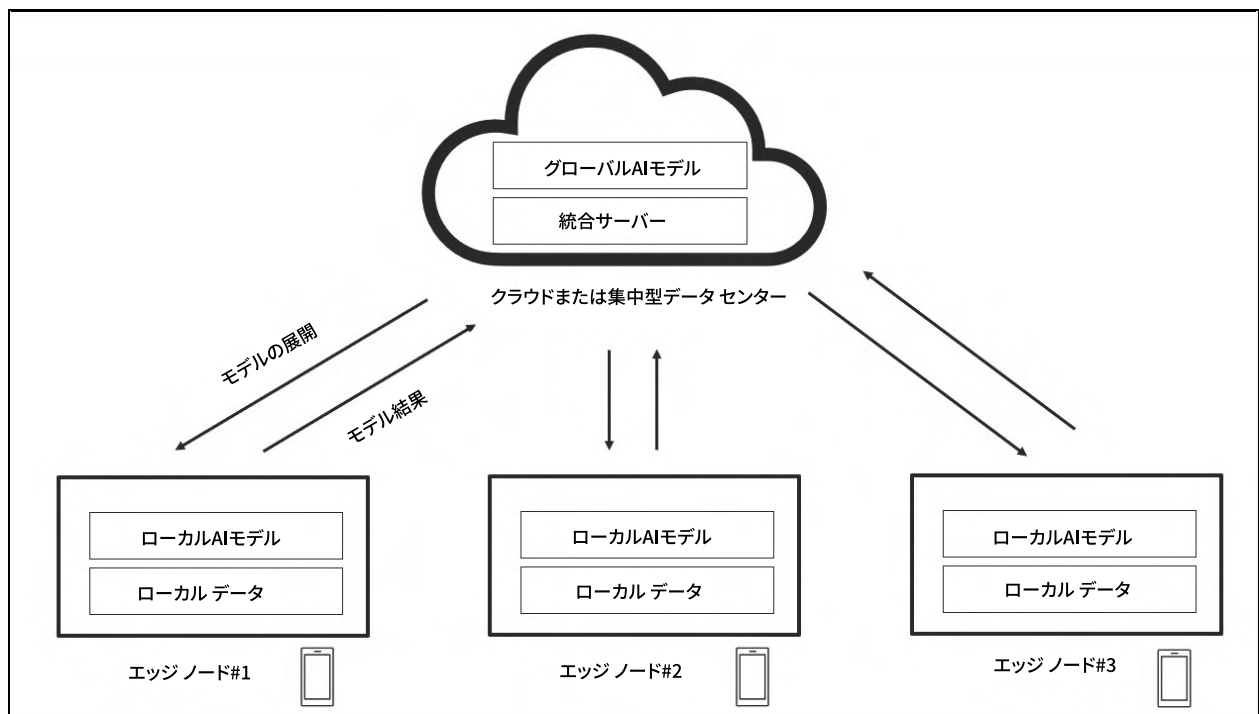 グローバルAIモデル
統合サーバー
クラウドまたは集中型データ センター
モデルの展開
モデル結果
ローカルAIモデル
ローカル データ
エッジ ノード#1
ローカルAIモデル
ローカル データ
エッジ ノード#2
ローカルAIモデル
ローカル データ
エッジ ノード#3